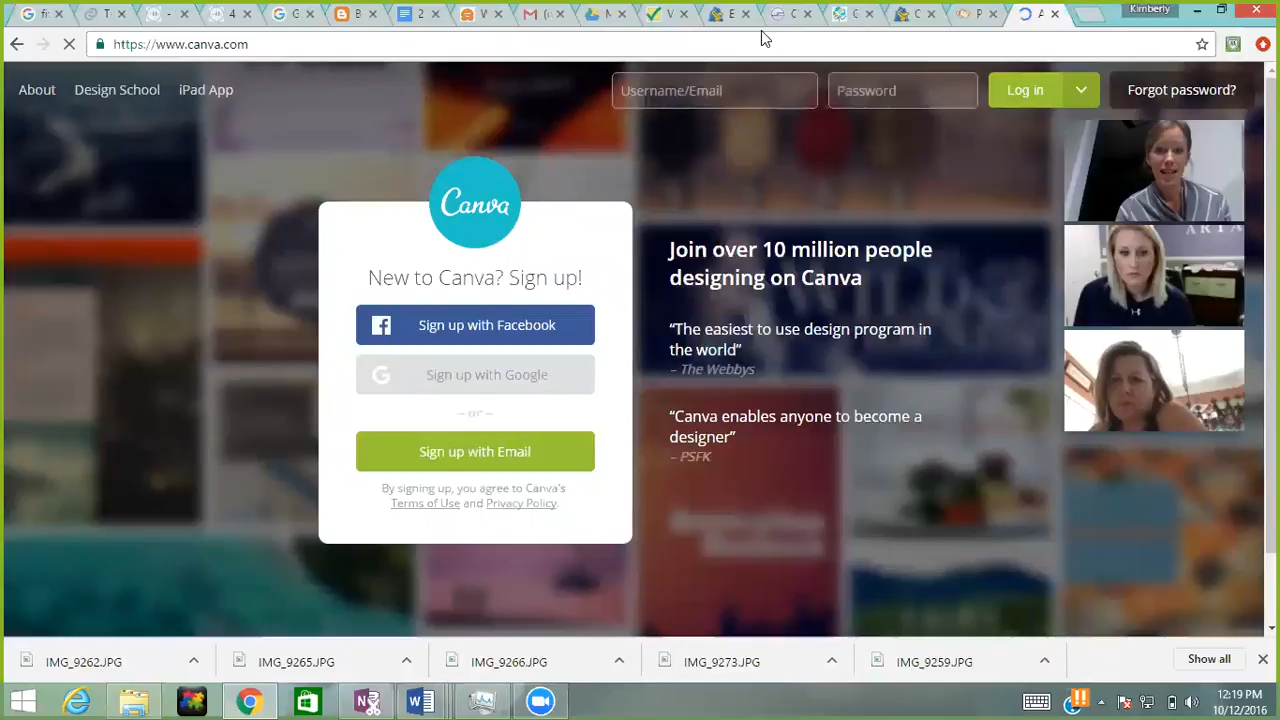 Kimberly
https://www.canva.com
About Design School iPad App Username/Email Password Log in Forgot password?
Canva
New to Canva? Sign up!
Sign up with Facebook
Sign up with Google
– or –
Sign up with Email
By signing up, you agree to Canva's
Terms of Use and Privacy Policy.
Join over 10 million people
designing on Canva
“The easiest to use design program in
the world”
– The Webbys
“Canva enables anyone to become a
designer”
– PSFK
IMG_9262.JPG IMG_9265.JPG IMG_9266.JPG IMG_9273.JPG IMG_9259.JPG Show all
12:19 PM
10/12/2016